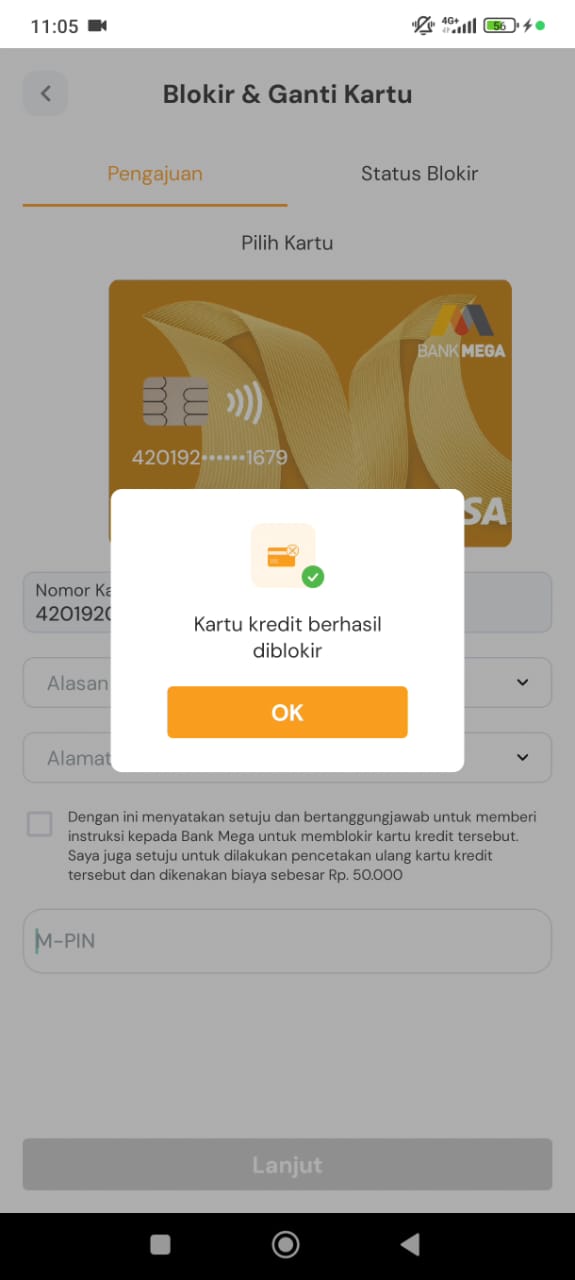 11:05
4G+
56
Blokir & Ganti Kartu
Pengajuan
Status Blokir
Pilih Kartu
BANK MEGA
420192••••••1679
Nomor
420192
Kartu kredit berhasil
diblokir
OK
Alasan
Alamat
Dengan ini menyatakan setuju dan bertanggungjawab untuk memberi
instruksi kepada Bank Mega untuk memblokir kartu kredit tersebut.
Saya juga setuju untuk dilakukan pencetakan ulang kartu kredit
tersebut dan dikenakan biaya sebesar Rp. 50.000
M-PIN
Lanjut